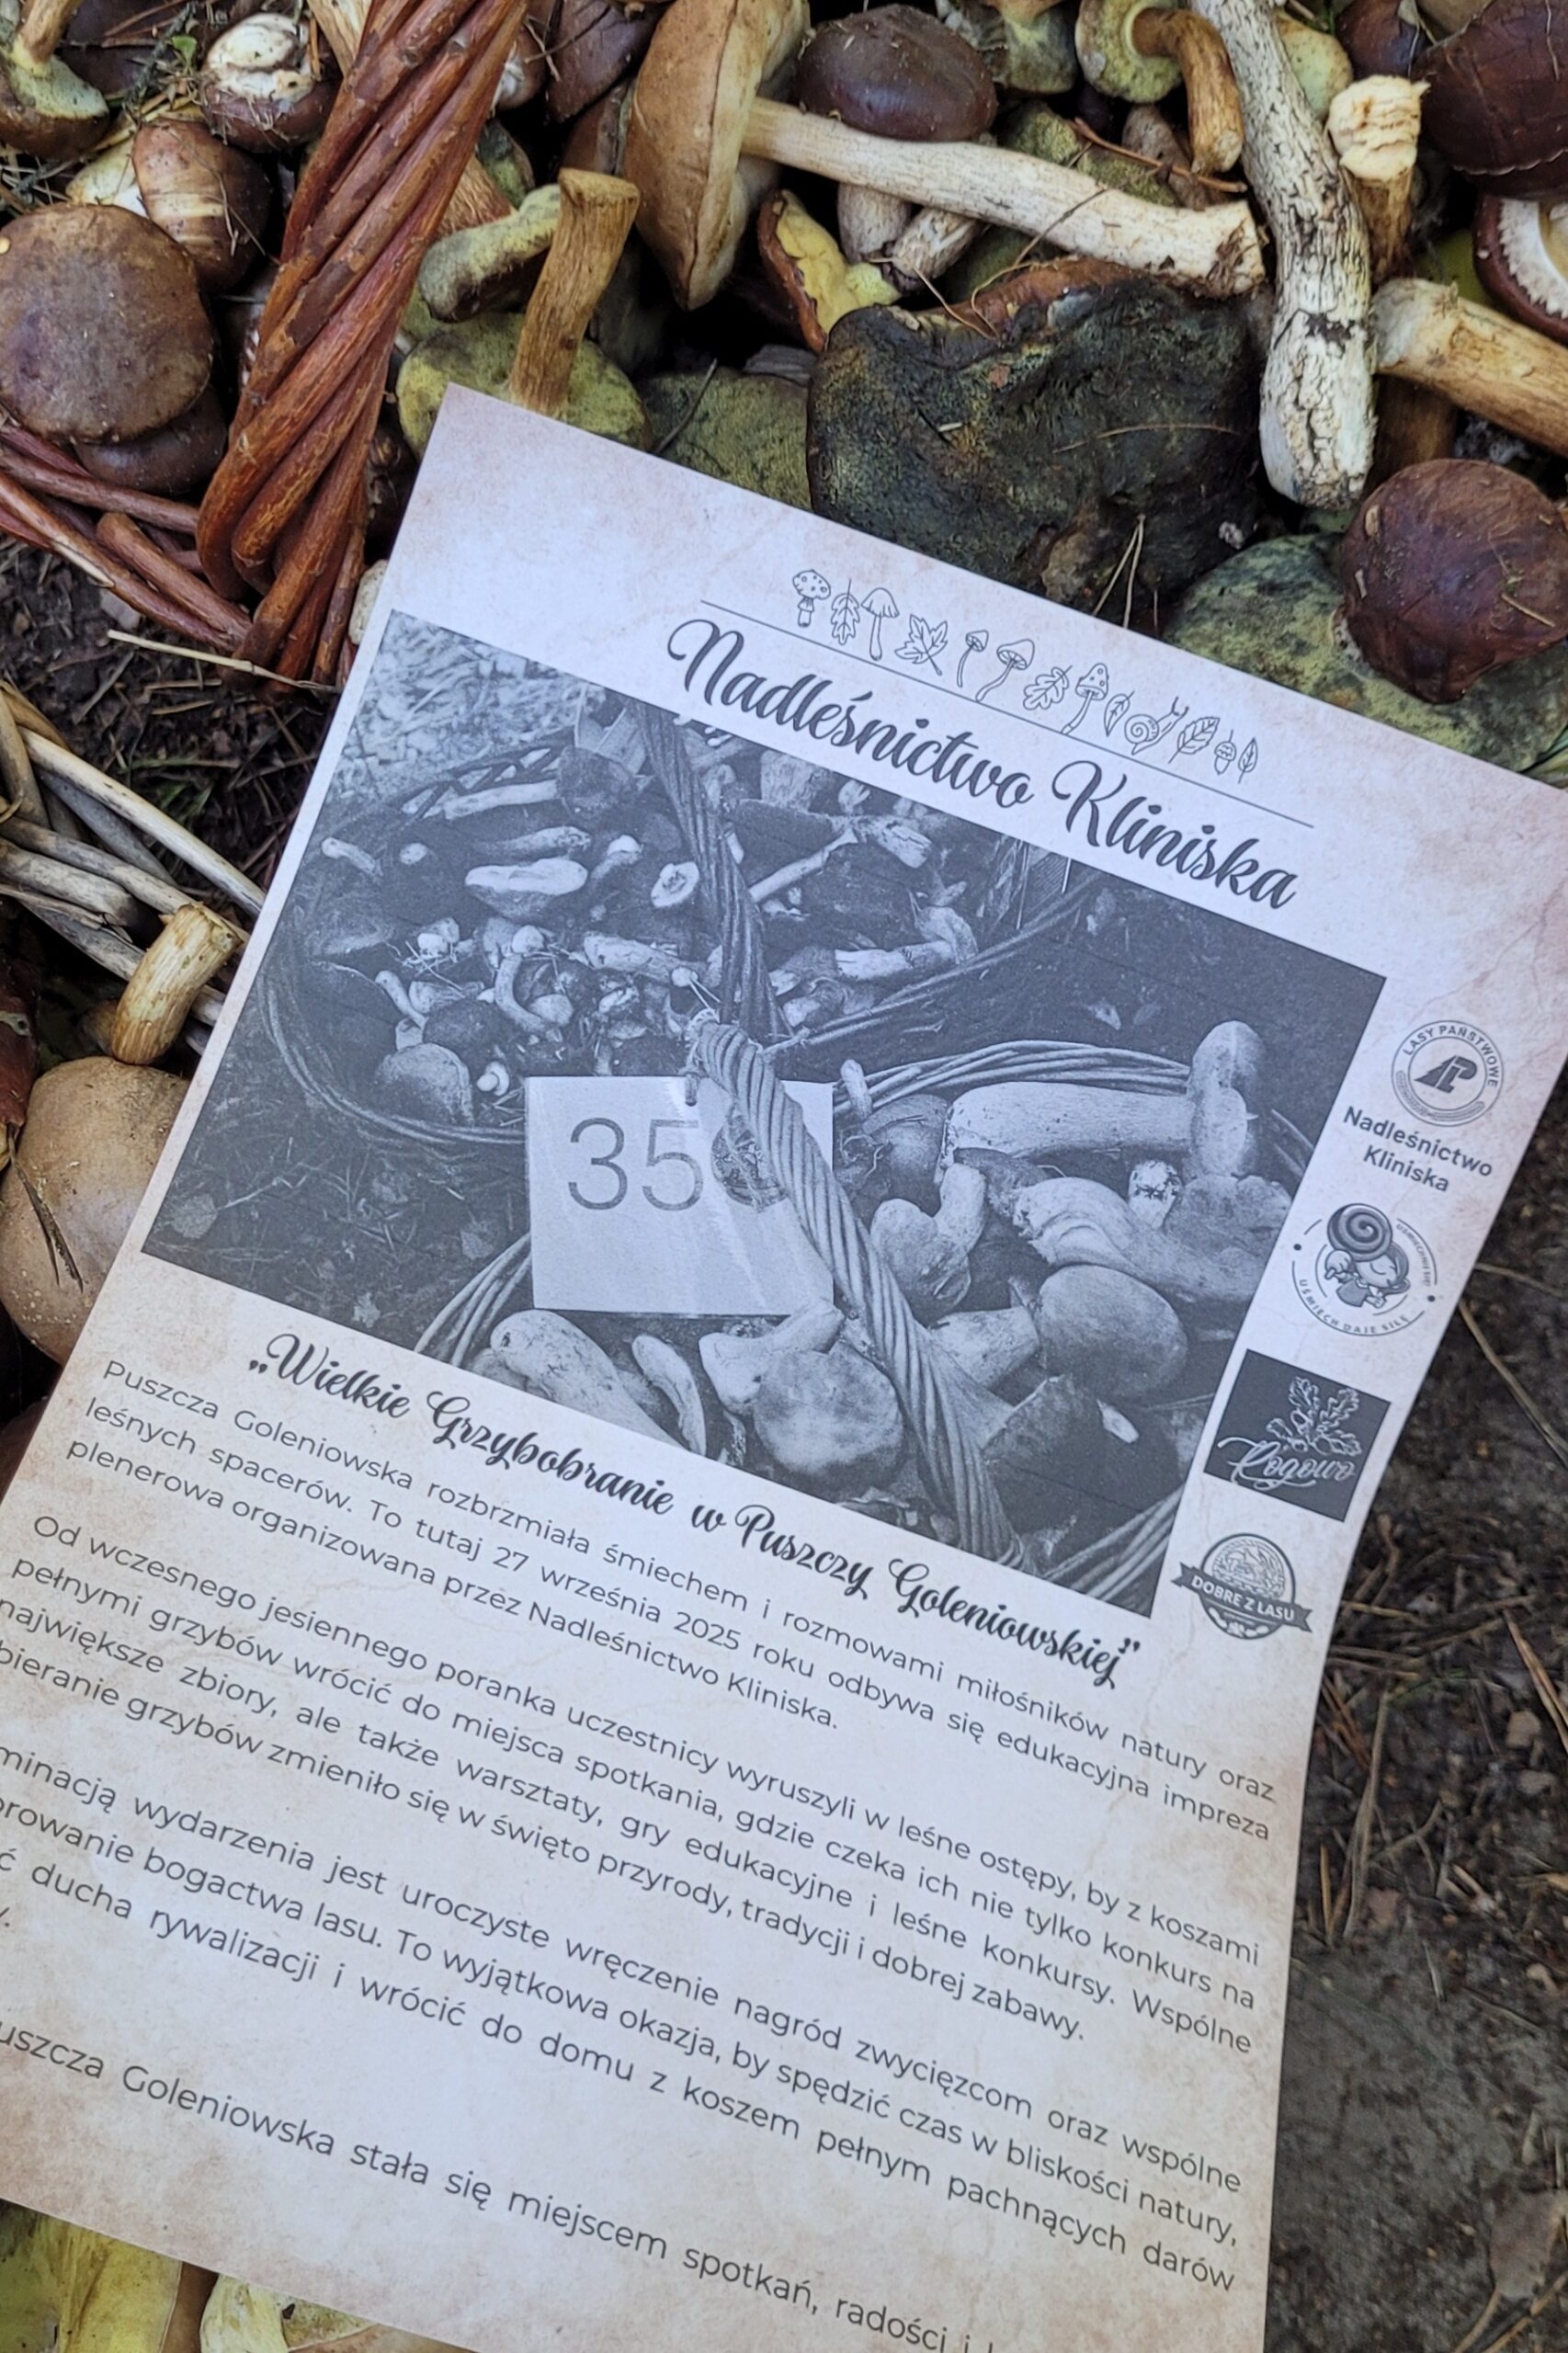 Nadleśnictwo Kliniska
35
LASY PAŃSTWOWE
Nadleśnictwo
Kliniska
UŚMIECH DAJE SIŁĘ
Rogowo
DOBRE Z LASU
„Wielkie Grzybobranie w Puszczy Goleniowskiej”
Puszcza Goleniowska rozbrzmiała śmiechem i rozmowami miłośników natury oraz
leśnych spacerów. To tutaj 27 września 2025 roku odbywa się edukacyjna impreza
plenerowa organizowana przez Nadleśnictwo Kliniska.
Od wczesnego jesiennego poranka uczestnicy wyruszyli w leśne ostępy, by z koszami
pełnymi grzybów wrócić do miejsca spotkania, gdzie czeka ich nie tylko konkurs na
największe zbiory, ale także warsztaty, gry edukacyjne i leśne konkursy. Wspólne
bieranie grzybów zmieniło się w święto przyrody, tradycji i dobrej zabawy.
minacją wydarzenia jest uroczyste wręczenie nagród zwycięzcom oraz wspólne
orowanie bogactwa lasu. To wyjątkowa okazja, by spędzić czas w bliskości natury,
ć ducha rywalizacji i wrócić do domu z koszem pełnym pachnących darów
y.
uszcza Goleniowska stała się miejscem spotkań, radości i